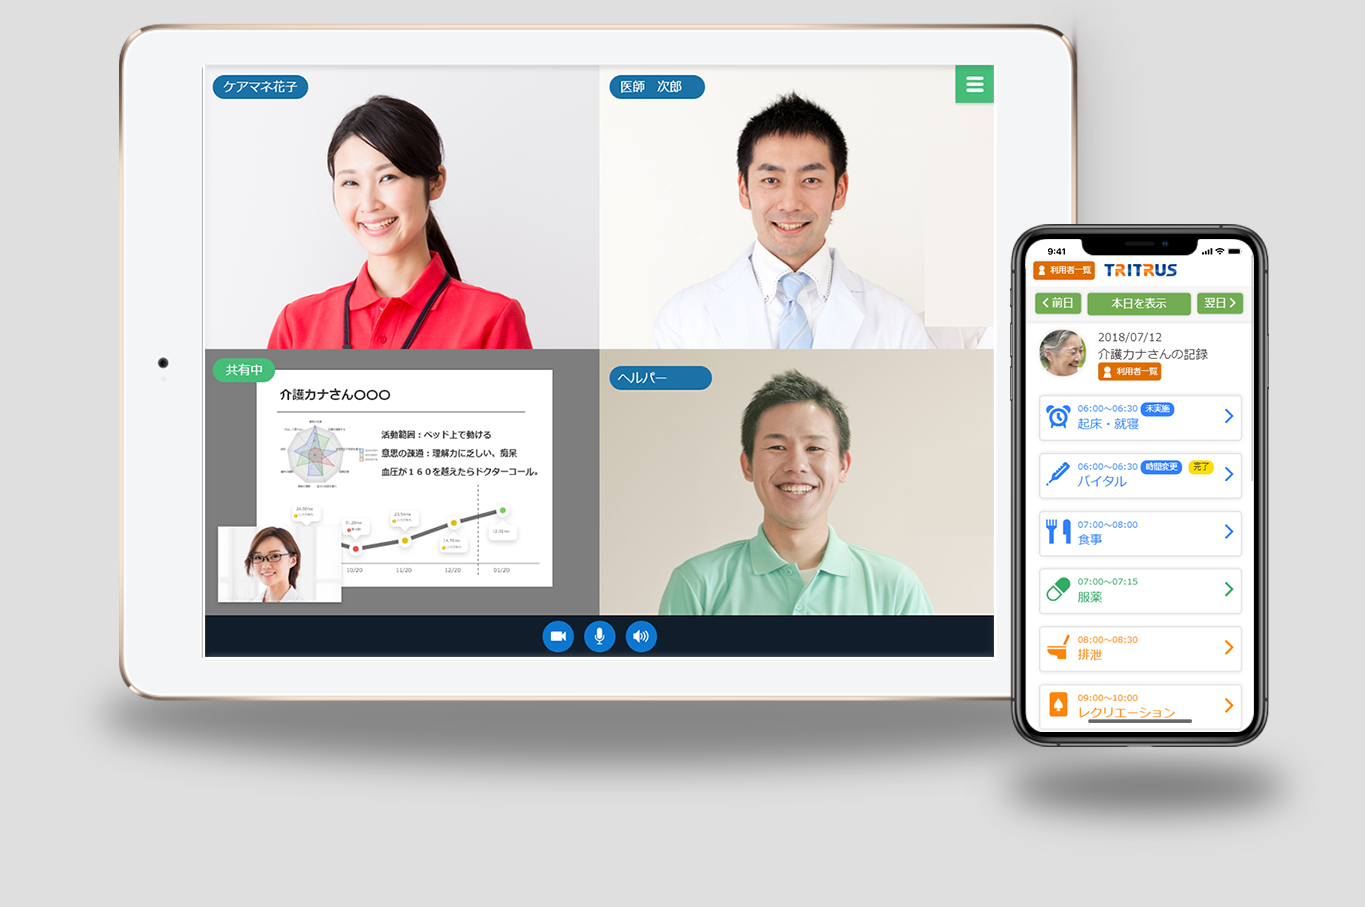 ケアマネ花子
医師　次郎
共有中
介護カナさん〇〇〇
活動範囲：ベッド上で動ける
意思の疎通：理解力に乏しい、痴呆
血圧が１６０を越えたらドクターコール。
10/20
11/20
12/20
01/20
ヘルパー
9:41
利用者一覧
TRITRUS
前日
本日を表示
翌日
2018/07/12
介護カナさんの記録
利用者一覧
06:00～06:30 未実施
起床・就寝
06:00～06:30 時間変更 完了
バイタル
07:00～08:00
食事
07:00～07:15
服薬
08:00～08:30
排泄
09:00～10:00
レクリエーション